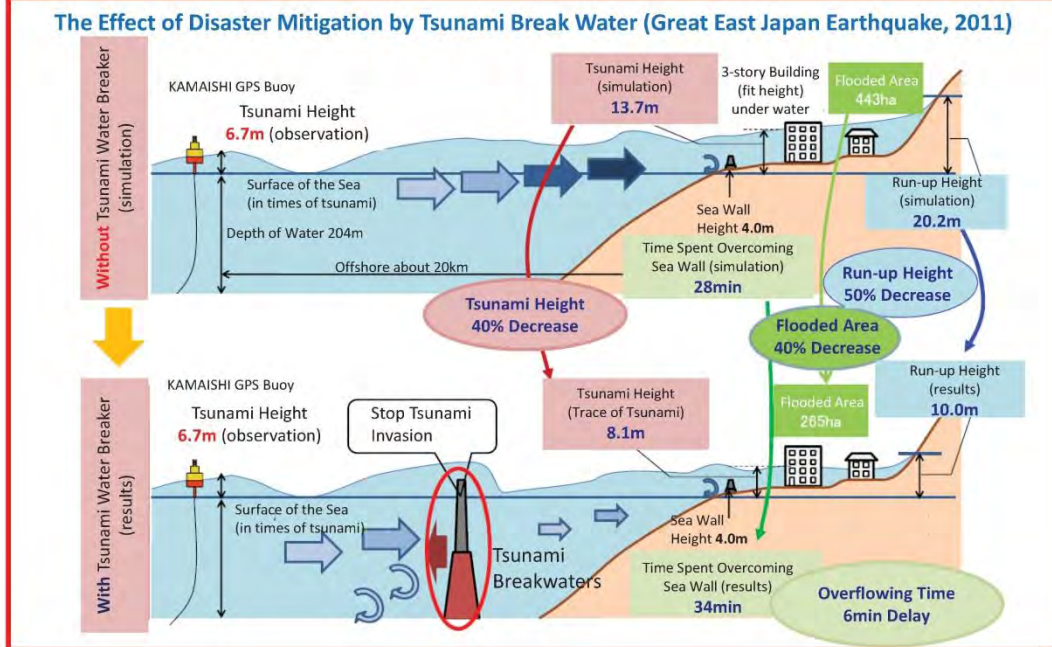 The Effect of Disaster Mitigation by Tsunami Break Water (Great East Japan Earthquake, 2011)
Without Tsunami Water Breaker
(simulation)
KAMAISHI GPS Buoy
Tsunami Height
6.7m (observation)
Surface of the Sea
(in times of tsunami)
Depth of Water 204m
Offshore about 20km
Tsunami Height
(simulation)
13.7m
3-story Building
(fit height)
under water
Flooded Area
443ha
Sea Wall
Height 4.0m
Run-up Height
(simulation)
20.2m
Time Spent Overcoming
Sea Wall (simulation)
28min
Tsunami Height
40% Decrease
Run-up Height
50% Decrease
Flooded Area
40% Decrease
With Tsunami Water Breaker
(results)
KAMAISHI GPS Buoy
Tsunami Height
6.7m (observation)
Stop Tsunami
Invasion
Tsunami Height
(Trace of Tsunami)
8.1m
Flooded Area
265ha
Run-up Height
(results)
10.0m
Surface of the Sea
(in times of tsunami)
Tsunami
Breakwaters
Sea Wall
Height 4.0m
Time Spent Overcoming
Sea Wall (results)
34min
Overflowing Time
6min Delay